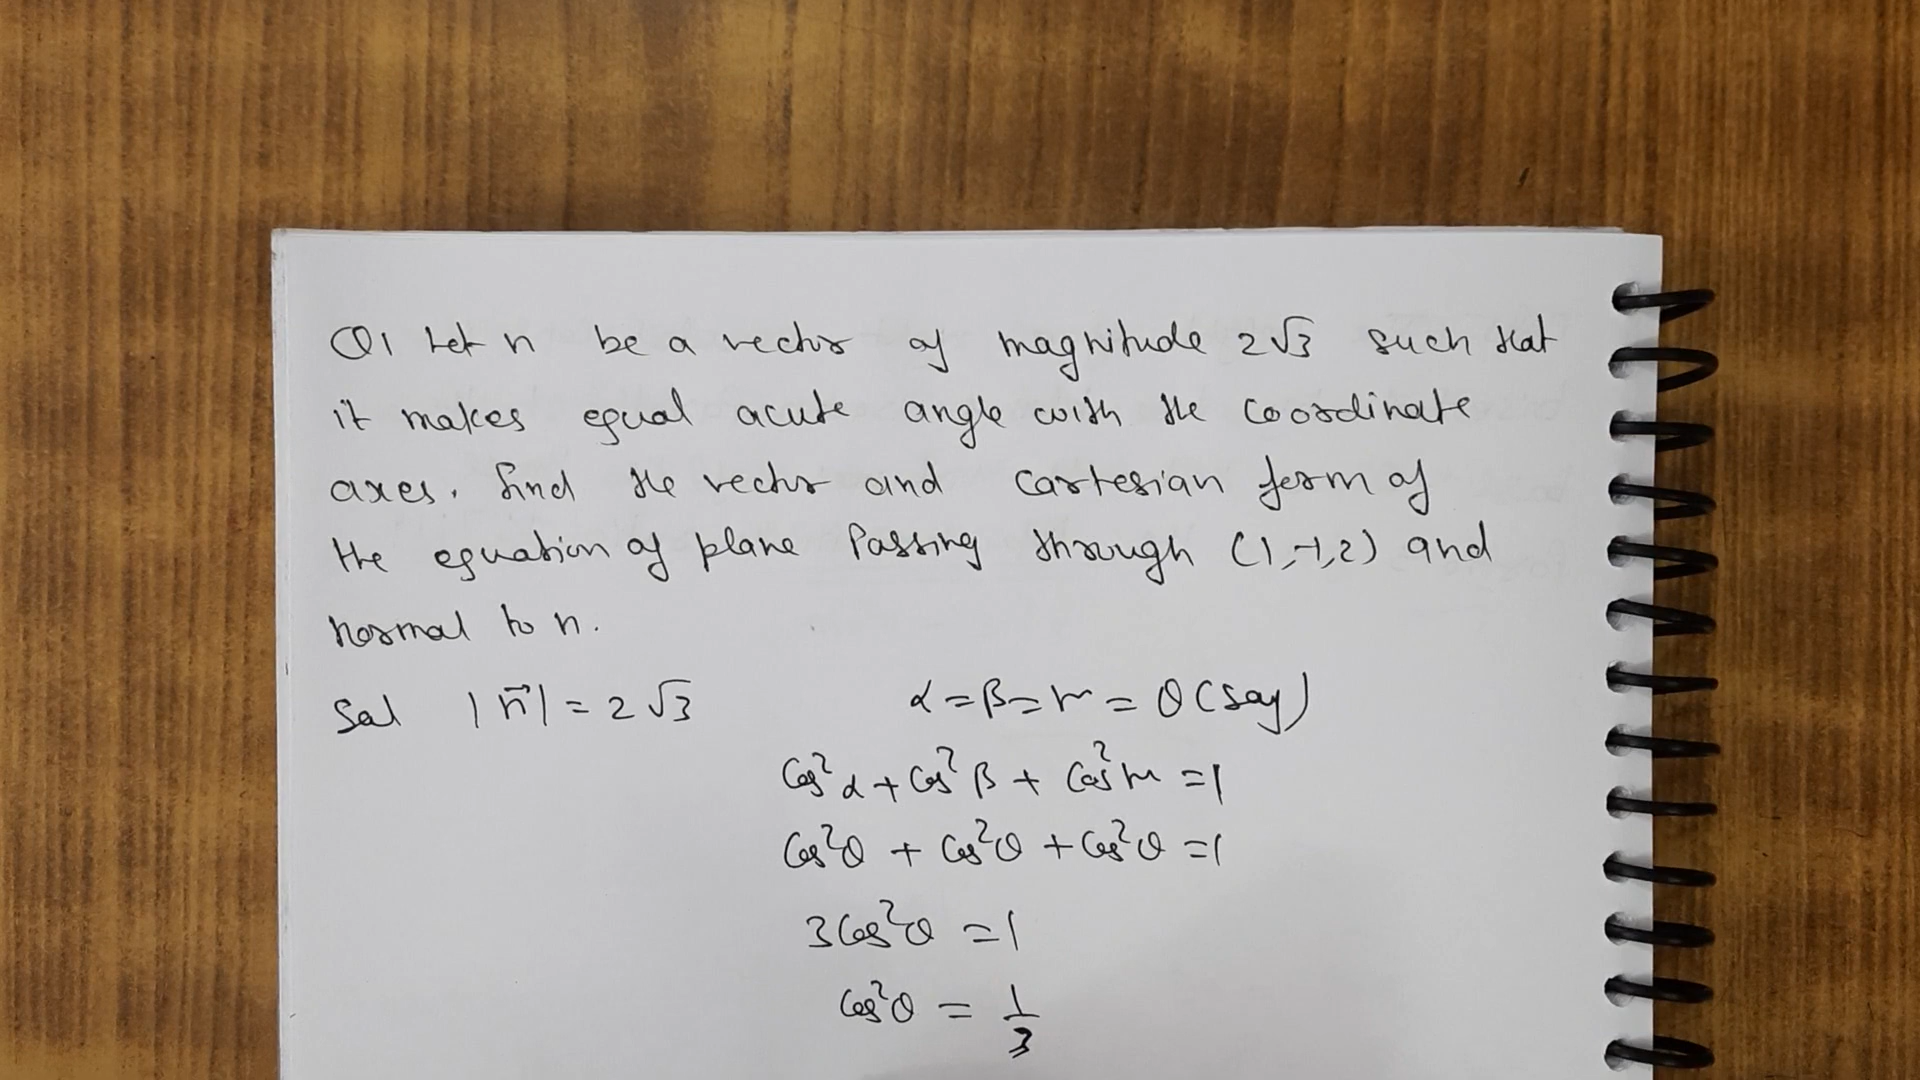 Q1 Let n be a vector of magnitude 2√3 such that
it makes equal acute angle with the coordinate
axes. find the vector and cartesian form of
the equation of plane Passing through (1,-1,2) and
normal to n.
Sol |n⃗| = 2√3 α = β = γ = θ (say)
Cos²α + Cos²β + Cos²γ = 1
Cos²θ + Cos²θ + Cos²θ = 1
3Cos²θ = 1
Cos²θ = 1/3